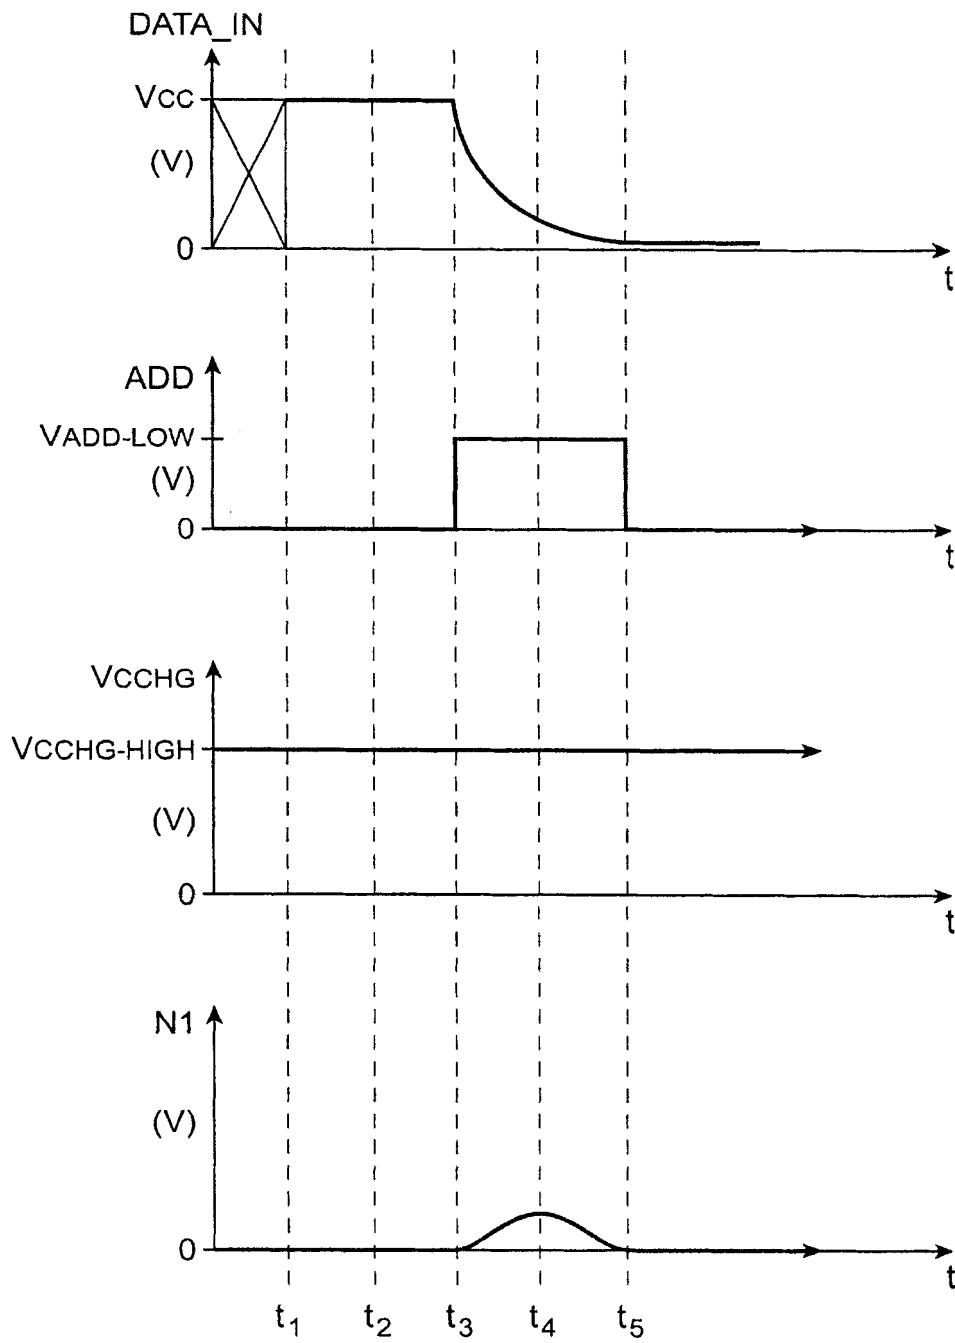 DATA_IN
VCC
(V)
0
t
ADD
VADD-LOW
(V)
0
t
VCCHG
VCCHG-HIGH
(V)
0
t
N1
(V)
0
t
t1 t2 t3 t4 t5